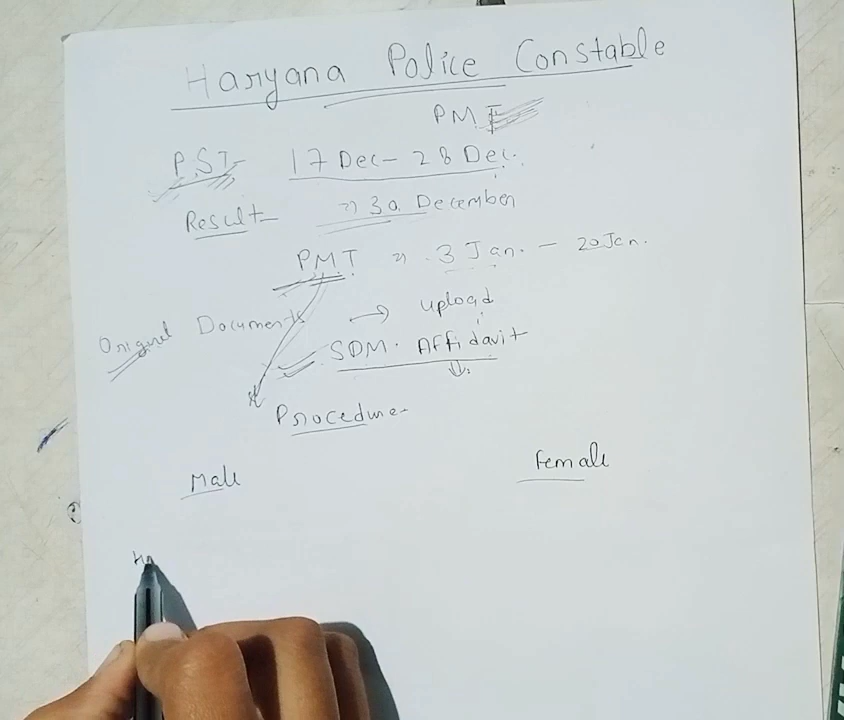 Haryana Police Constable
PMT
P.S.T- 17 Dec - 28 Dec.
Result - 30 December
PMT 3 Jan. - 20 Jan.
Original Documents → upload
SDM. Affidavit
Procedure -
Male Female